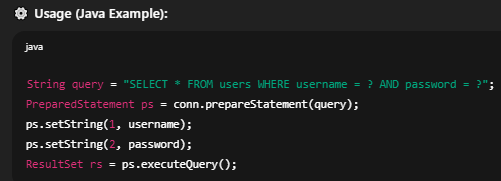 ⚙ Usage (Java Example):
java
String query = "SELECT * FROM users WHERE username = ? AND password = ?";
PreparedStatement ps = conn.prepareStatement(query);
ps.setString(1, username);
ps.setString(2, password);
ResultSet rs = ps.executeQuery();